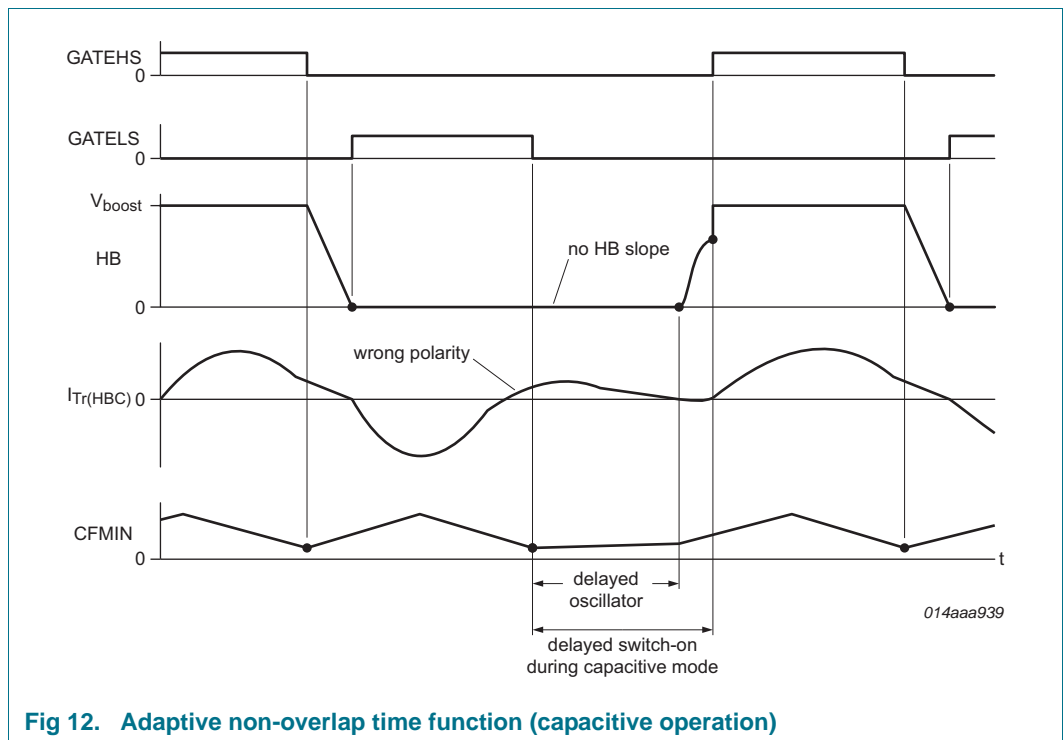 GATEHS
0
GATELS
0
Vboost
HB
no HB slope
0
wrong polarity
ITr(HBC) 0
CFMIN
0
t
delayed
oscillator
014aaa939
delayed switch-on
during capacitive mode
Fig 12. Adaptive non-overlap time function (capacitive operation)